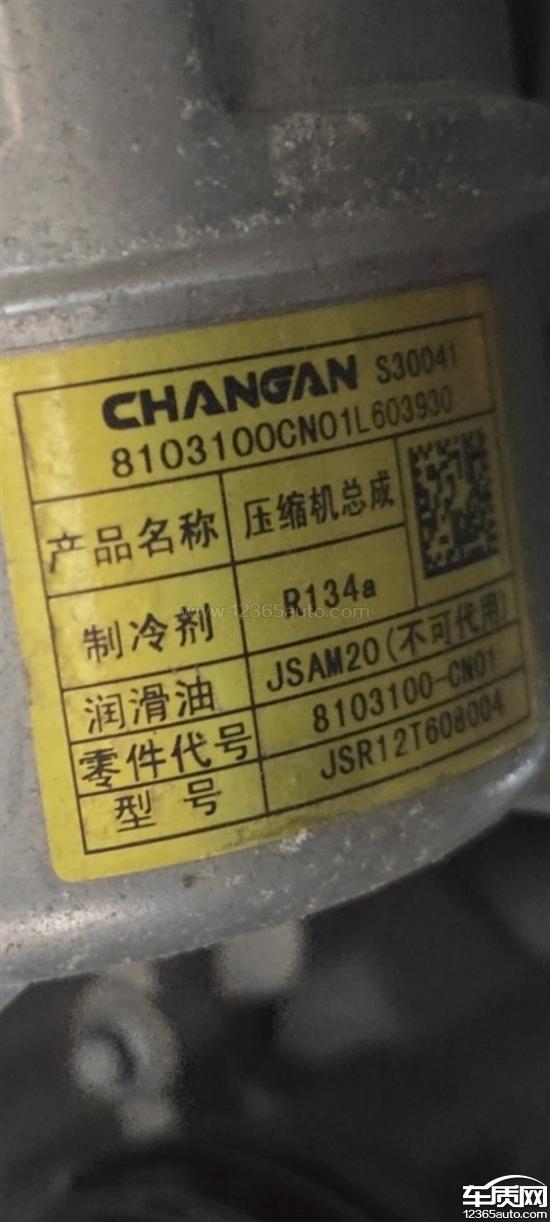 CHANGAN S30041
8103100CN01L603930
产品名称 压缩机总成
制冷剂 R134a
润滑油 JSAM20(不可代用)
零件代号 8103100-CN01
型号 JSR12T608004
www.12365auto.com
车质网
12365auto.com